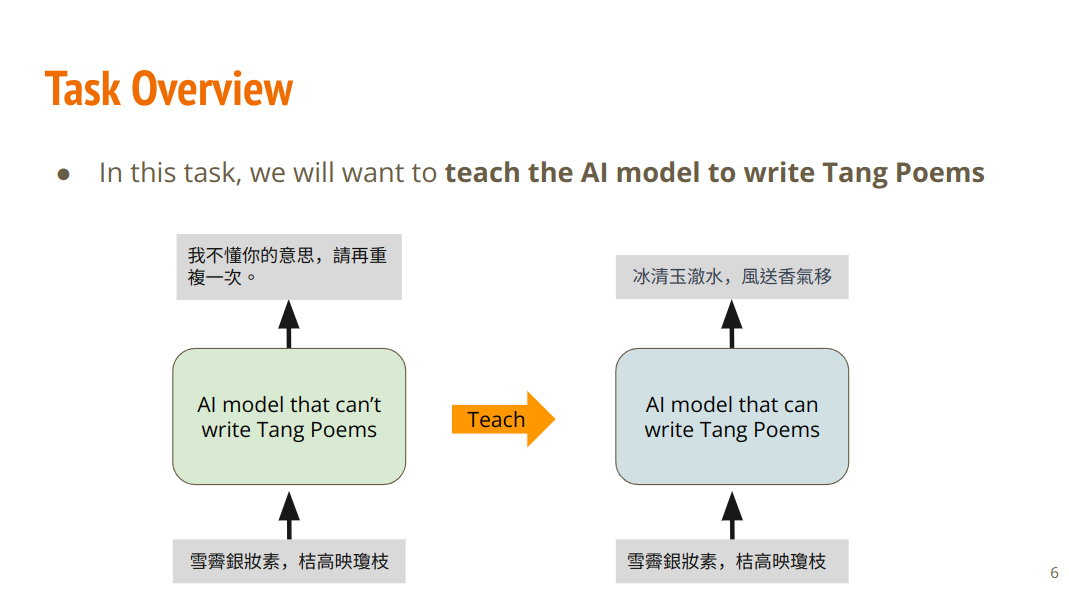 Task Overview
● In this task, we will want to teach the AI model to write Tang Poems
我不懂你的意思，請再重
複一次。
冰清玉澈水，風送香氣移
AI model that can’t
write Tang Poems
Teach
AI model that can
write Tang Poems
雪霽銀妝素，桔高映瓊枝
雪霽銀妝素，桔高映瓊枝
6